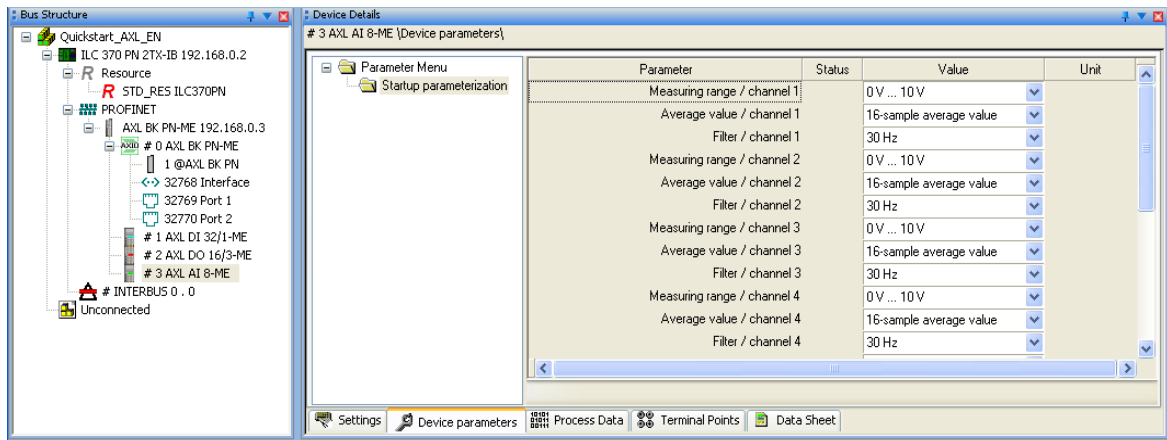 Bus Structure
Quickstart_AXL_EN
ILC 370 PN 2TX-IB 192.168.0.2
R Resource
R STD_RES ILC370PN
PROFINET
AXL BK PN-ME 192.168.0.3
AXIO # 0 AXL BK PN-ME
1 @AXL BK PN
32768 Interface
32769 Port 1
32770 Port 2
# 1 AXL DI 32/1-ME
# 2 AXL DO 16/3-ME
# 3 AXL AI 8-ME
# INTERBUS 0 . 0
Unconnected
Device Details
# 3 AXL AI 8-ME \Device parameters\
Parameter Menu
Startup parameterization
Parameter Status Value Unit
Measuring range / channel 1 0 V ... 10 V
Average value / channel 1 16-sample average value
Filter / channel 1 30 Hz
Measuring range / channel 2 0 V ... 10 V
Average value / channel 2 16-sample average value
Filter / channel 2 30 Hz
Measuring range / channel 3 0 V ... 10 V
Average value / channel 3 16-sample average value
Filter / channel 3 30 Hz
Measuring range / channel 4 0 V ... 10 V
Average value / channel 4 16-sample average value
Filter / channel 4 30 Hz
Settings Device parameters Process Data Terminal Points Data Sheet